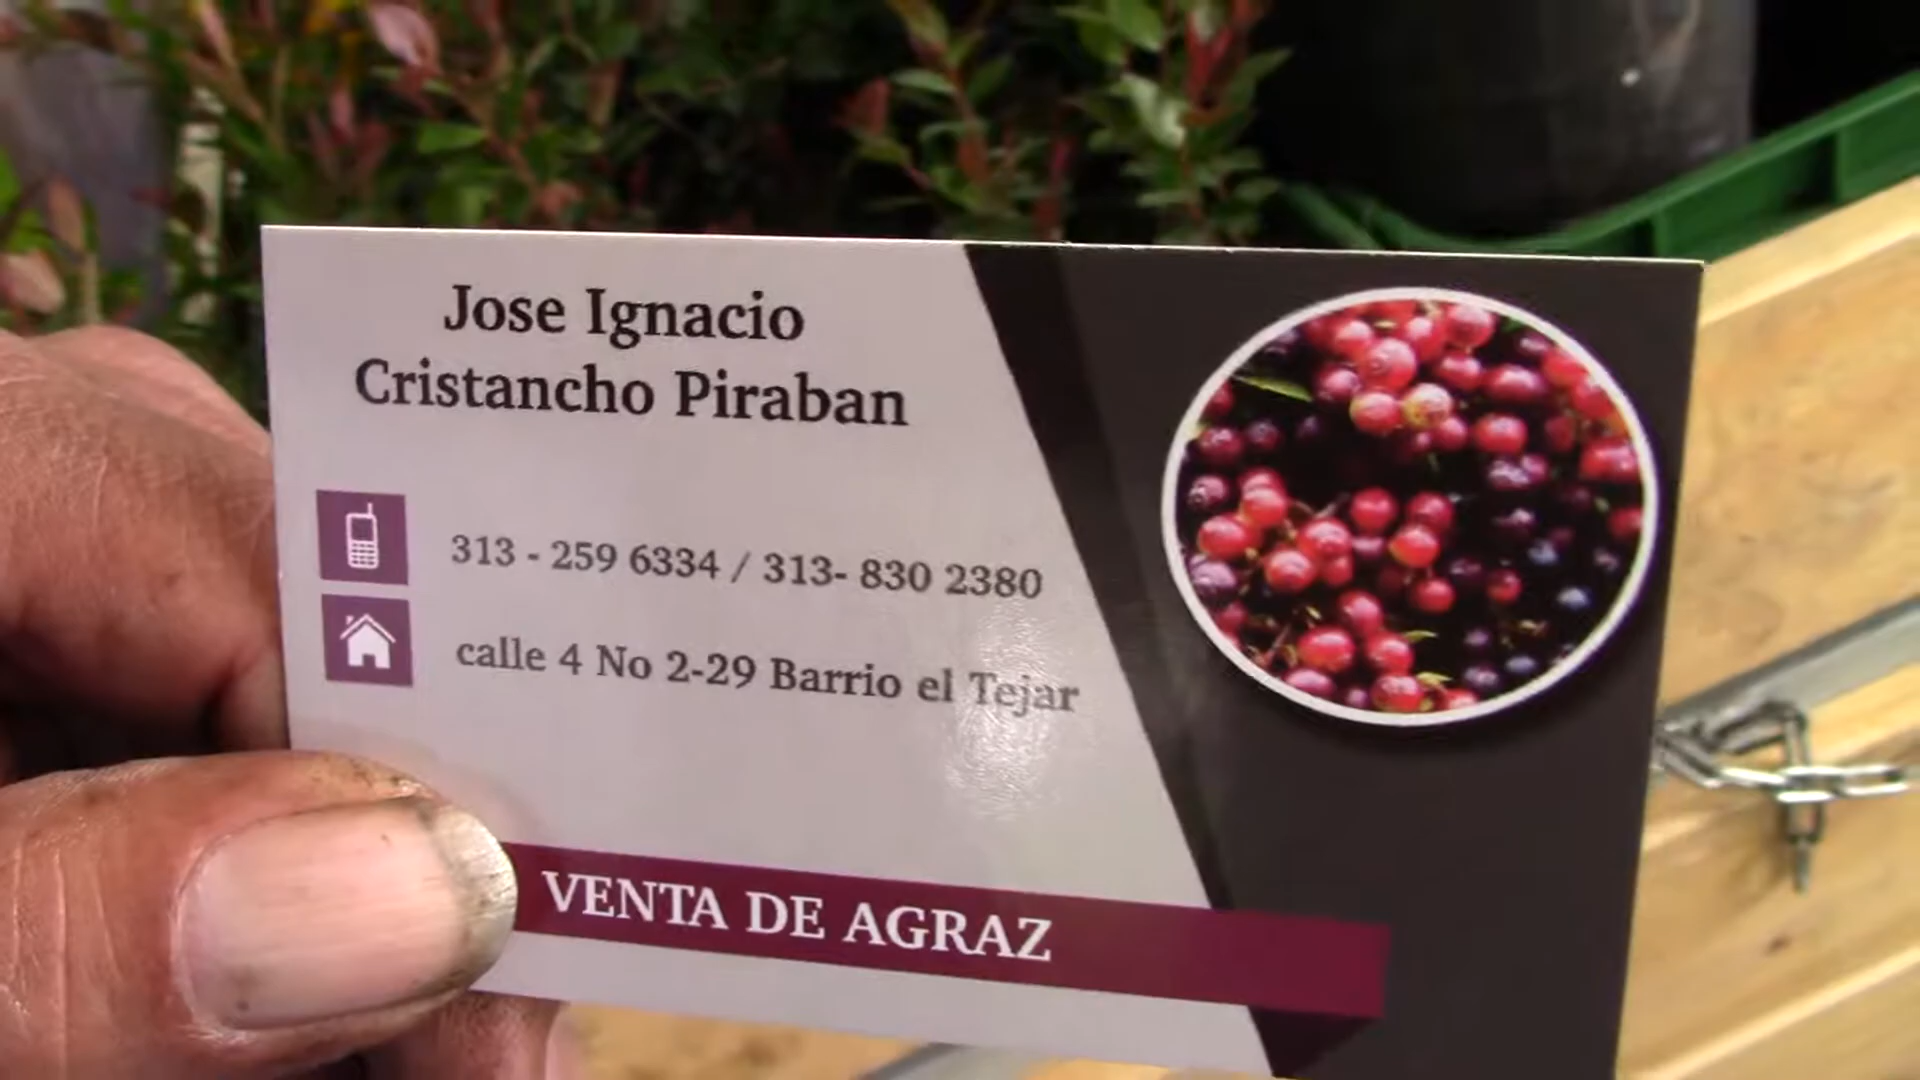 Jose Ignacio
Cristancho Piraban
313 - 259 6334 / 313- 830 2380
calle 4 No 2-29 Barrio el Tejar
VENTA DE AGRAZ